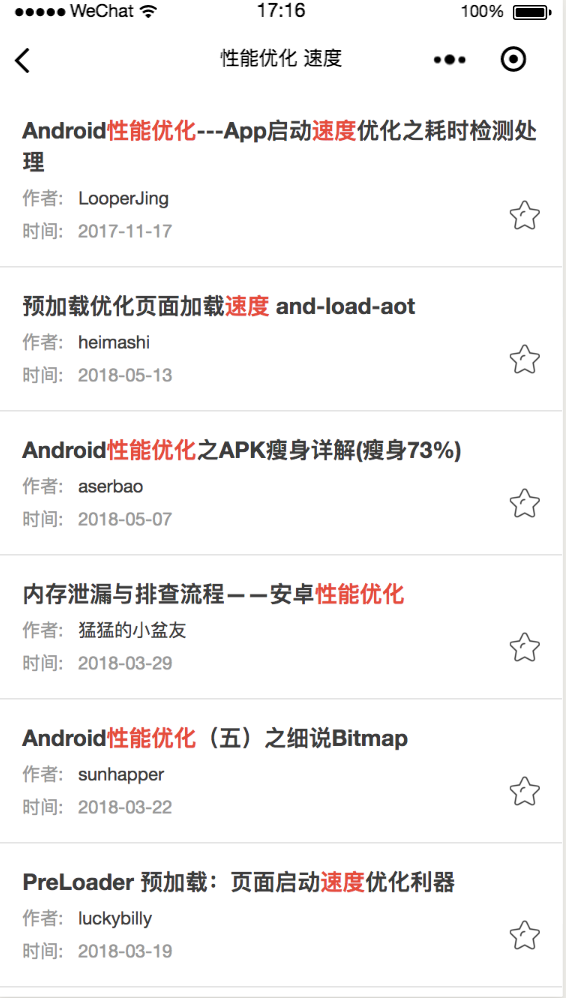 WeChat 17:16 100%
性能优化 速度
Android性能优化---App启动速度优化之耗时检测处
理
作者: LooperJing
时间: 2017-11-17
预加载优化页面加载速度 and-load-aot
作者: heimashi
时间: 2018-05-13
Android性能优化之APK瘦身详解(瘦身73%)
作者: aserbao
时间: 2018-05-07
内存泄漏与排查流程——安卓性能优化
作者: 猛猛的小盆友
时间: 2018-03-29
Android性能优化（五）之细说Bitmap
作者: sunhapper
时间: 2018-03-22
PreLoader 预加载：页面启动速度优化利器
作者: luckybilly
时间: 2018-03-19